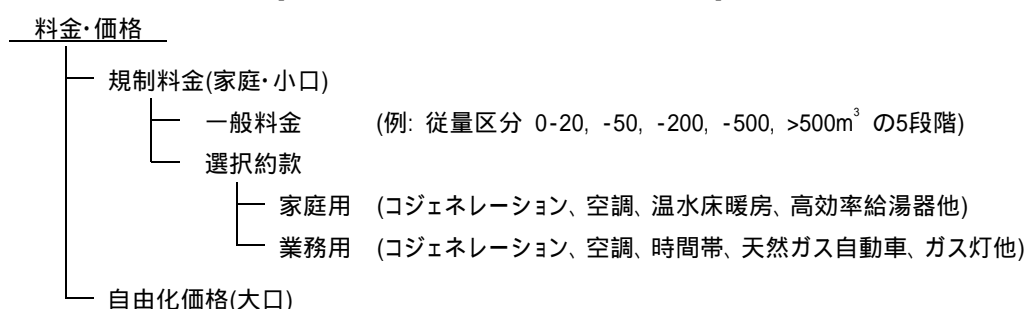 料金・価格
規制料金(家庭・小口)
一般料金 (例: 従量区分 0-20, -50, -200, -500, >500m³ の5段階)
選択約款
家庭用 (コジェネレーション、空調、温水床暖房、高効率給湯器他)
業務用 (コジェネレーション、空調、時間帯、天然ガス自動車、ガス灯他)
自由化価格(大口)